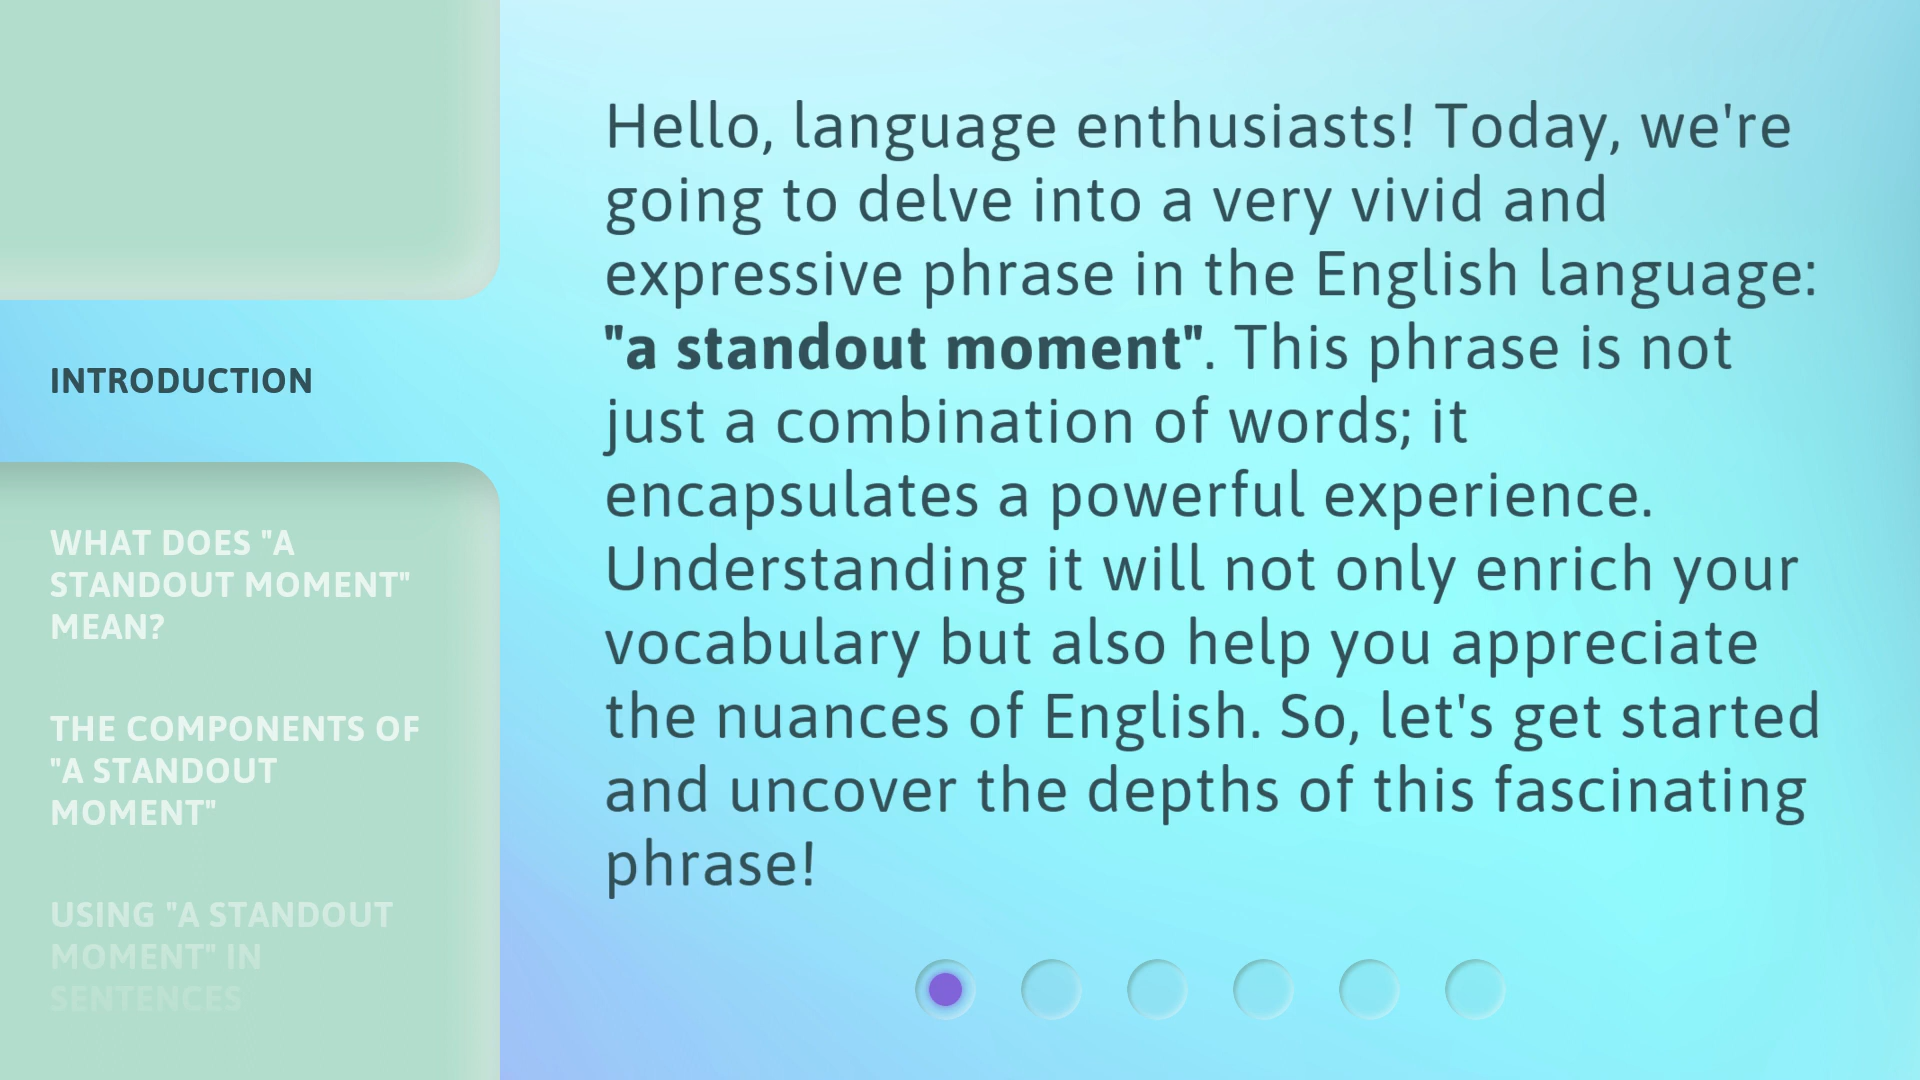 INTRODUCTION
WHAT DOES "A
STANDOUT MOMENT"
MEAN?
THE COMPONENTS OF
"A STANDOUT
MOMENT"
USING "A STANDOUT
MOMENT" IN
SENTENCES
Hello, language enthusiasts! Today, we're
going to delve into a very vivid and
expressive phrase in the English language:
"a standout moment". This phrase is not
just a combination of words; it
encapsulates a powerful experience.
Understanding it will not only enrich your
vocabulary but also help you appreciate
the nuances of English. So, let's get started
and uncover the depths of this fascinating
phrase!